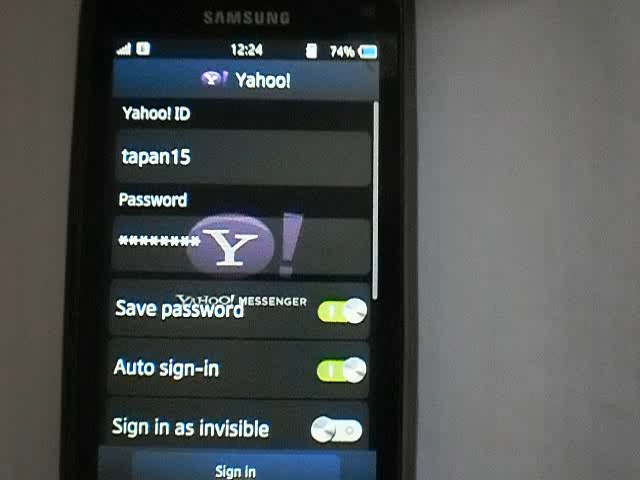 SAMSUNG
12:24 74%
Y! Yahoo!
Yahoo! ID
tapan15
Password
********
Y!
YAHOO! MESSENGER
Save password
Auto sign-in
Sign in as invisible
Sign in